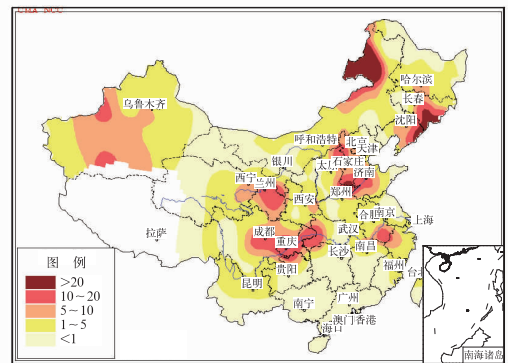 CMA NCC
哈尔滨
长春
乌鲁木齐
沈阳
呼和浩特
北京
天津
银川
石家庄
西宁
兰州
济南
郑州
西安
合肥
南京
上海
拉萨
成都
重庆
武汉
南昌
长沙
贵阳
福州
台北
昆明
广州
南宁
澳门
香港
海口
图 例
>20
10~20
5~10
1~5
<1
南海诸岛